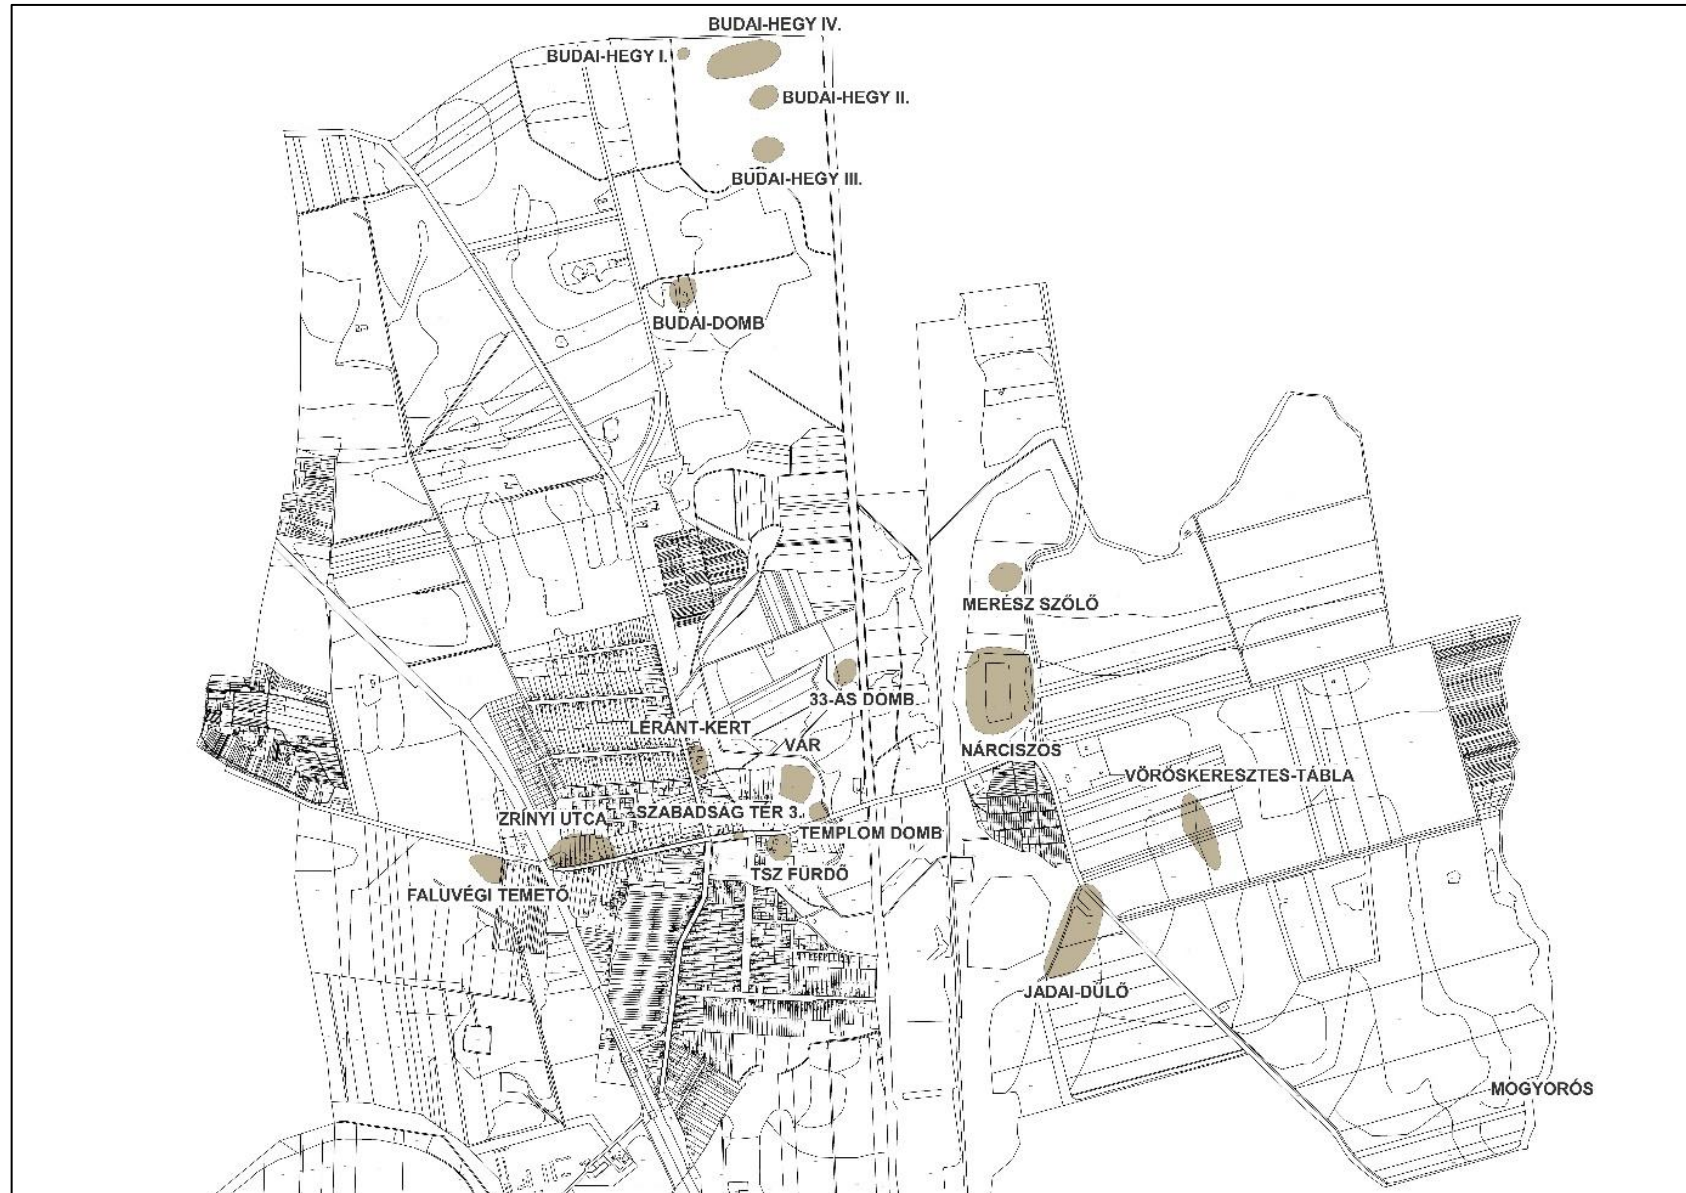 BUDAI-HEGY IV.
BUDAI-HEGY I.
BUDAI-HEGY II.
BUDAI-HEGY III.
BUDAI-DOMB
MERÉSZ SZŐLŐ
33-AS DOMB
LÉRÁNT-KERT
VÁR
NÁRCISZOS
VÖRÖSKERESZTES-TÁBLA
ZRÍNYI UTCA
SZABADSÁG TÉR 3.
TEMPLOM DOMB
TSZ FÜRDŐ
FALUVÉGI TEMETŐ
JADAI-DŰLŐ
MOGYORÓS